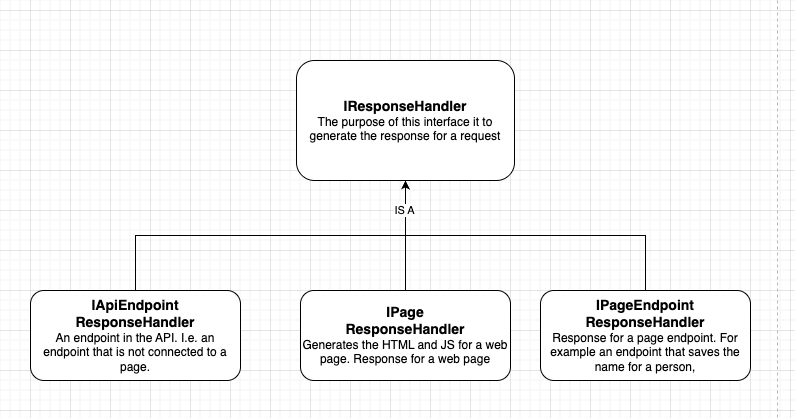 IResponseHandler
The purpose of this interface it to
generate the response for a request
IS A
IApiEndpoint
ResponseHandler
An endpoint in the API. I.e. an
endpoint that is not connected to a
page.
IPage
ResponseHandler
Generates the HTML and JS for a web
page. Response for a web page
IPageEndpoint
ResponseHandler
Response for a page endpoint. For
example an endpoint that saves the
name for a person,